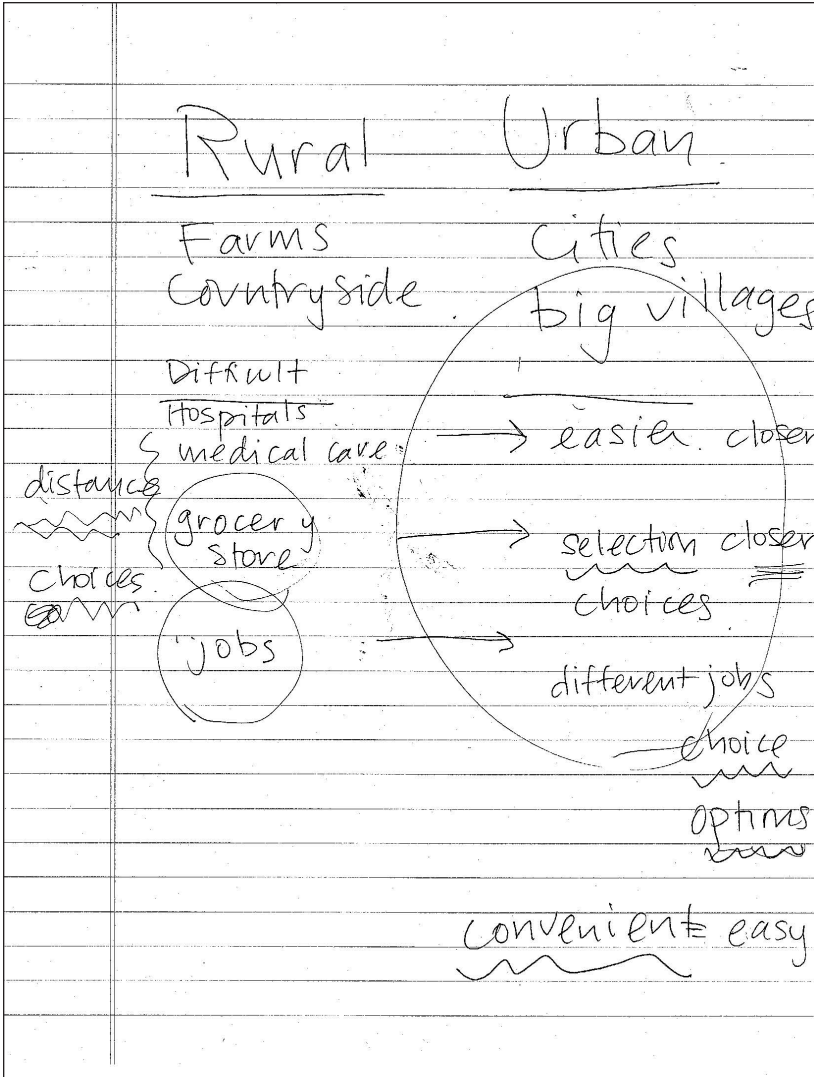 Rural Urban
Farms Cities
Countryside. big villages
Difficult
Hospitals
medical care → easier. closer
distance
grocery store → selection closer
choices choices
jobs →
different jobs
choice
options
convenient = easy